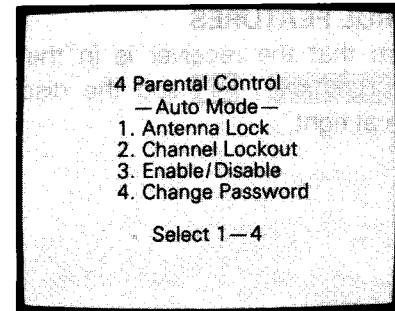 4 Parental Control
—Auto Mode—
1. Antenna Lock
2. Channel Lockout
3. Enable/Disable
4. Change Password
Select 1—4